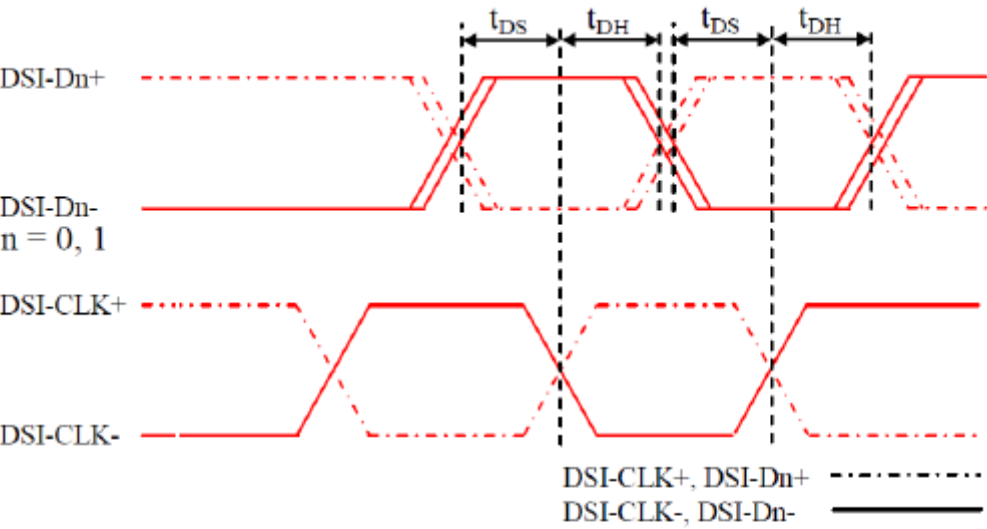 tDS tDH tDS tDH
DSI-Dn+
DSI-Dn-
n = 0, 1
DSI-CLK+
DSI-CLK-
DSI-CLK+, DSI-Dn+
DSI-CLK-, DSI-Dn-